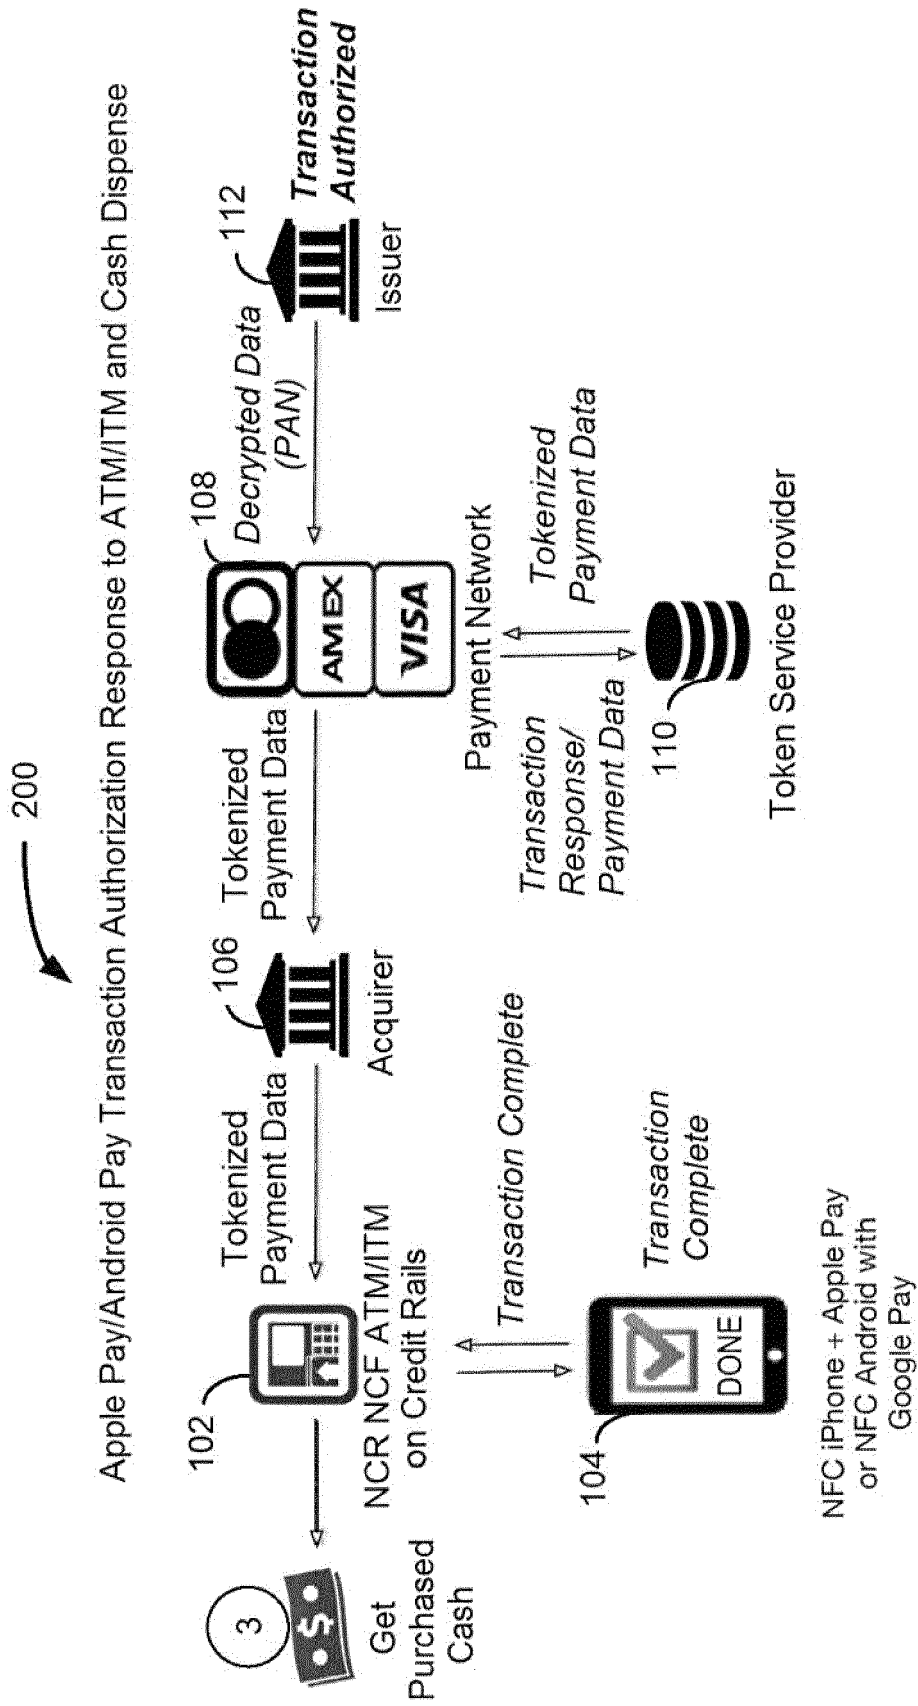 200
Apple Pay/Android Pay Transaction Authorization Response to ATM/ITM and Cash Dispense
3
Get
Purchased
Cash
102
NCR NCF ATM/ITM
on Credit Rails
Tokenized
Payment Data
106
Acquirer
Tokenized
Payment Data
108
AMEX
VISA
Payment Network
Decrypted Data
(PAN)
112
Issuer
Transaction
Authorized
104
DONE
Transaction Complete
Transaction
Complete
NFC iPhone + Apple Pay
or NFC Android with
Google Pay
Transaction
Response/
Payment Data
Tokenized
Payment Data
110
Token Service Provider